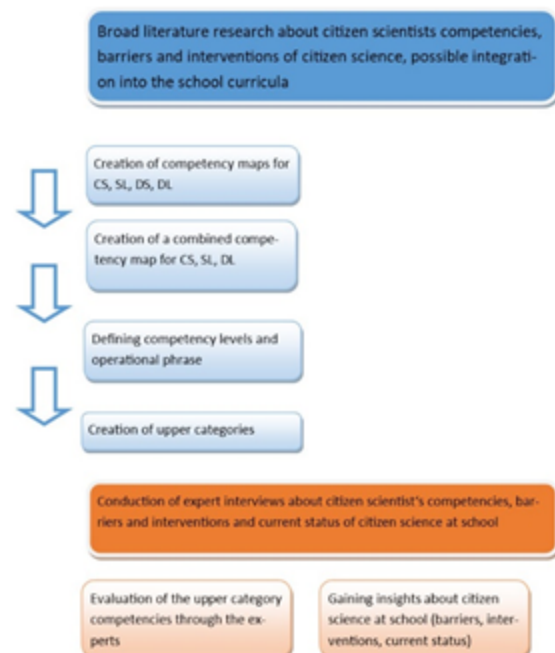 Broad literature research about citizen scientists competencies,
barriers and interventions of citizen science, possible integrati-
on into the school curricula
Creation of competency maps for
CS, SL, DS, DL
Creation of a combined compe-
tency map for CS, SL, DL
Defining competency levels and
operational phrase
Creation of upper categories
Conduction of expert interviews about citizen scientist's competencies, bar-
riers and interventions and current status of citizen science at school
Evaluation of the upper category
competencies through the ex-
perts
Gaining insights about citizen
science at school (barriers, inter-
ventions, current status)